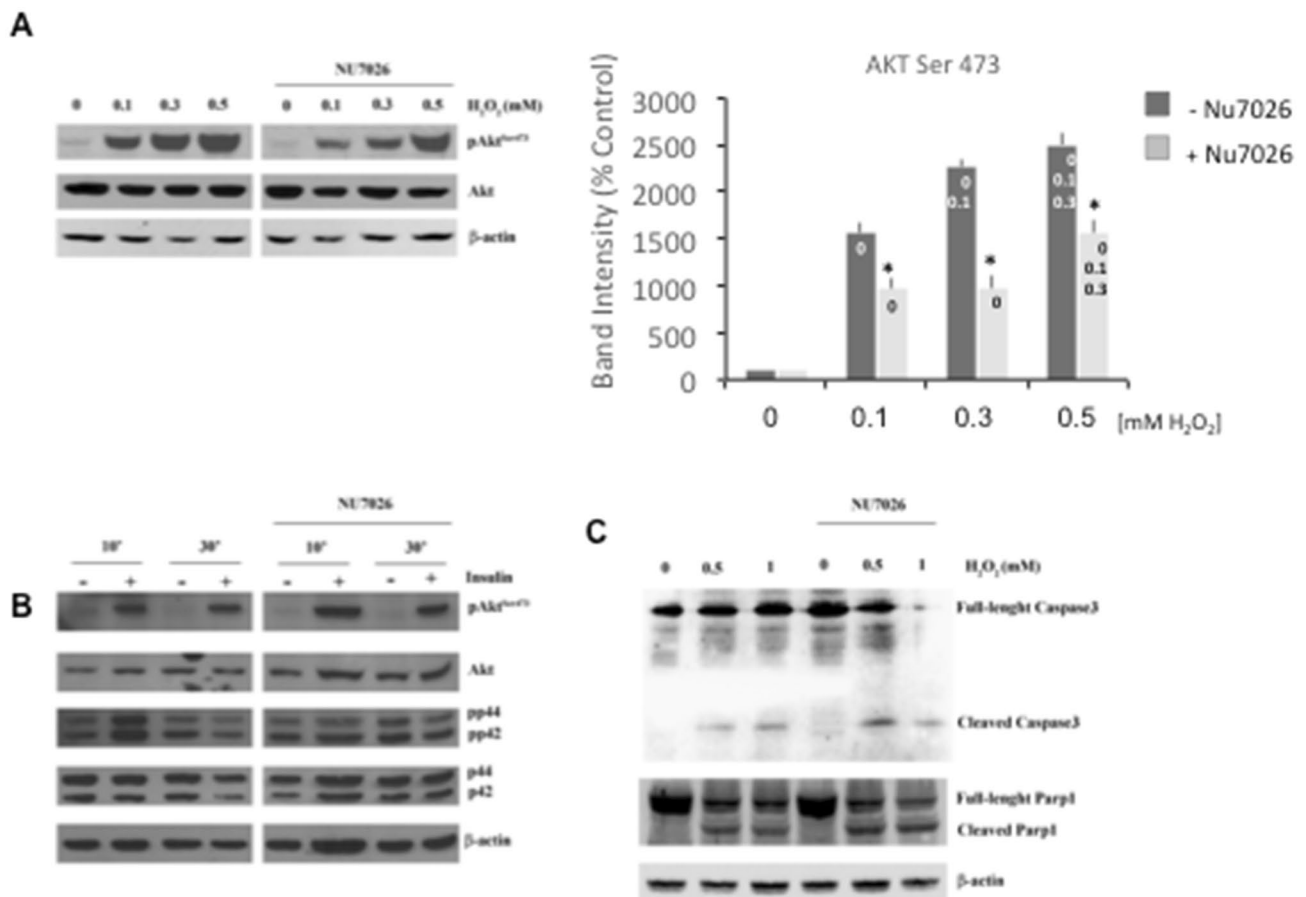 A
NU7026
0 0.1 0.3 0.5 0 0.1 0.3 0.5 H2O2 (mM)
pAktSer473
Akt
β-actin
AKT Ser 473
Band Intensity (% Control)
3000
2500
2000
1500
1000
500
0
- Nu7026
+ Nu7026
0
*
0
0
0.1
*
0
0
0.1
0.3
*
0
0.1
0.3
0 0.1 0.3 0.5 [mM H2O2]
B
NU7026
10" 30" 10" 30"
- + - + - + - + Insulin
pAktSer473
Akt
pp44
pp42
p44
p42
β-actin
C
NU7026
0 0.5 1 0 0.5 1 H2O2 (mM)
Full-lenght Caspase3
Cleaved Caspase3
Full-lenght Parp1
Cleaved Parp1
β-actin